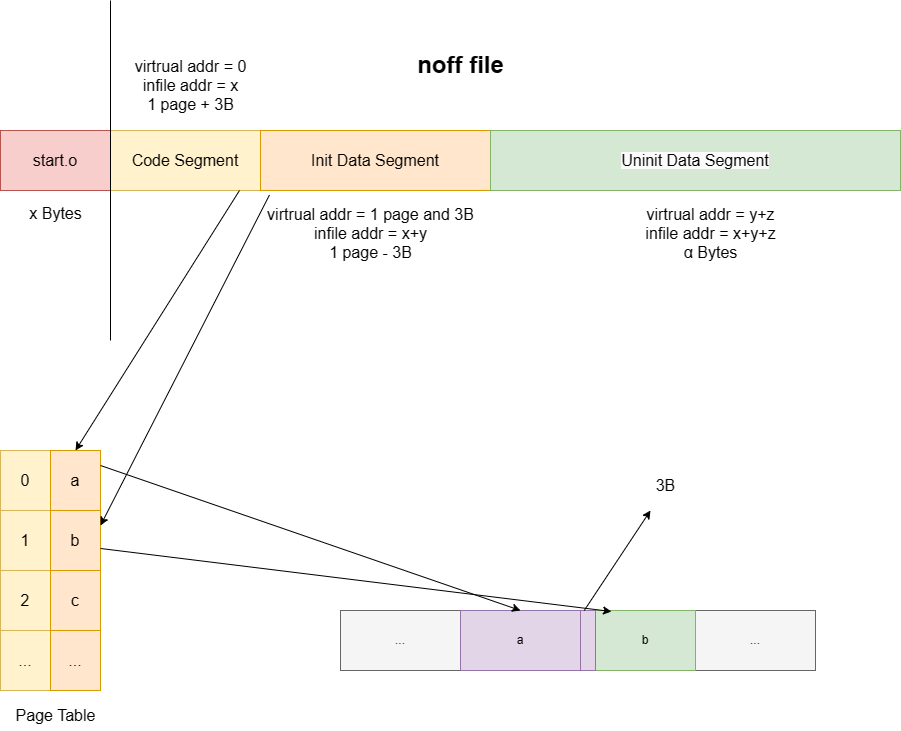 noff file
virtrual addr = 0
infile addr = x
1 page + 3B
start.o
Code Segment
Init Data Segment
Uninit Data Segment
x Bytes
virtrual addr = 1 page and 3B
infile addr = x+y
1 page - 3B
virtrual addr = y+z
infile addr = x+y+z
α Bytes
0
a
1
b
2
c
...
...
Page Table
3B
...
a
b
...